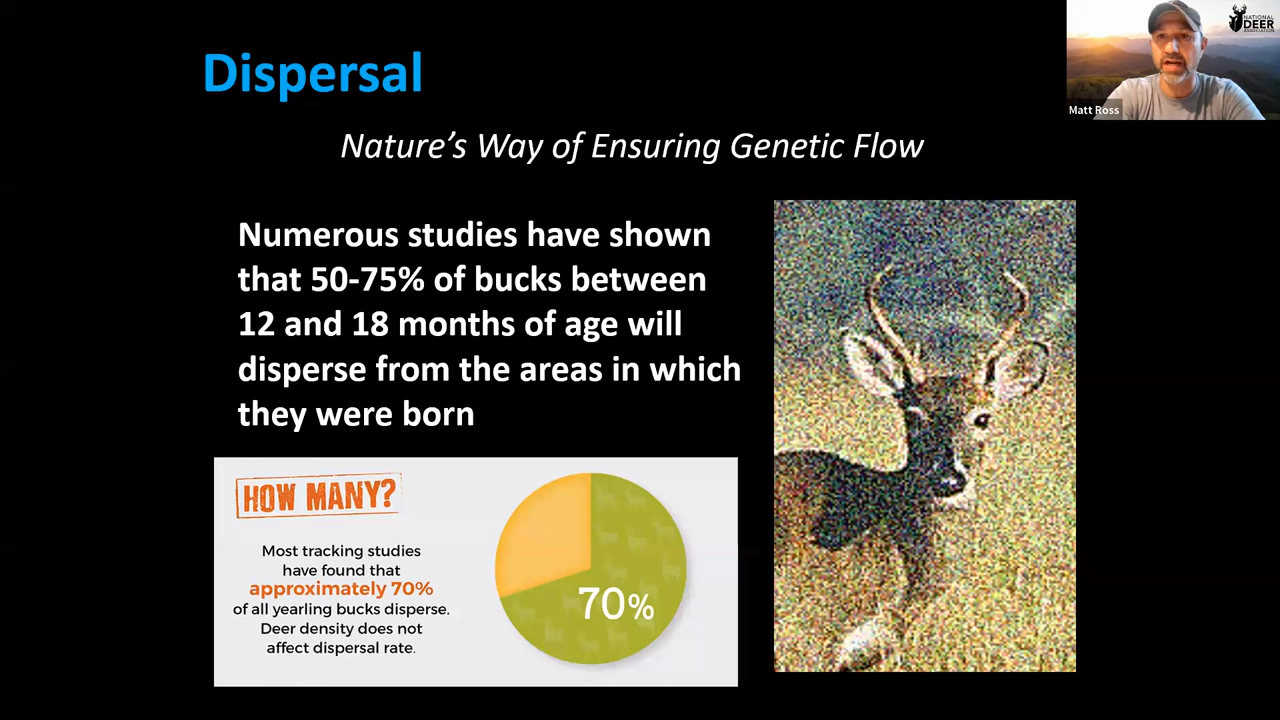 Dispersal
NATIONAL
DEER
ASSOCIATION
Matt Ross
Nature's Way of Ensuring Genetic Flow
Numerous studies have shown
that 50-75% of bucks between
12 and 18 months of age will
disperse from the areas in which
they were born
HOW MANY?
Most tracking studies
have found that
approximately 70%
of all yearling bucks disperse.
Deer density does not
affect dispersal rate.
70%